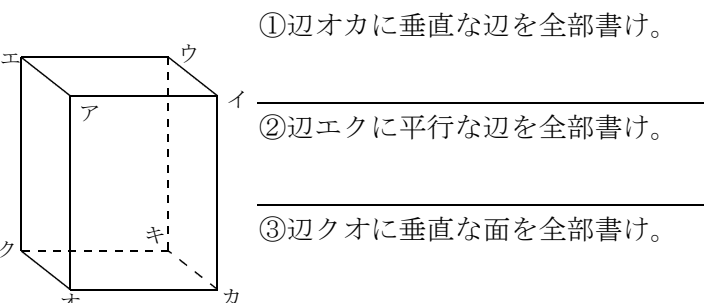 ①辺オカに垂直な辺を全部書け。
エ
ウ
ア
イ
②辺エクに平行な辺を全部書け。
③辺クオに垂直な面を全部書け。
キ
ク
オ
カ